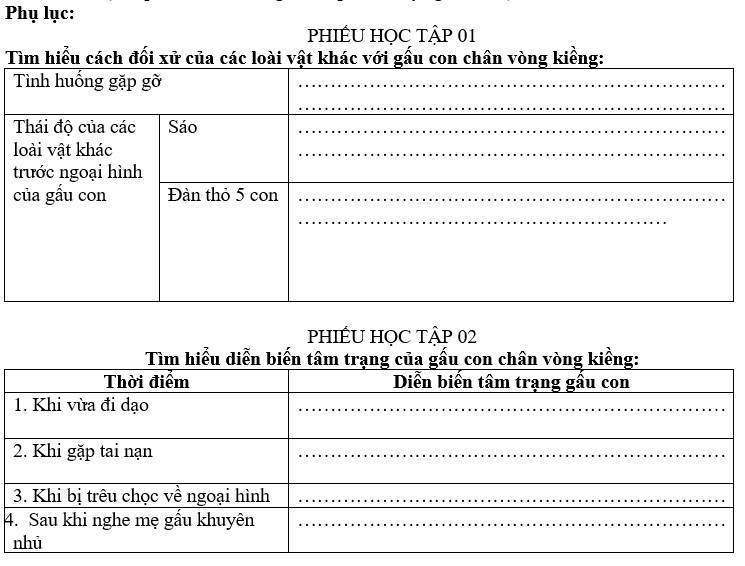 Phụ lục:
PHIẾU HỌC TẬP 01
Tìm hiểu cách đối xử của các loài vật khác với gấu con chân vòng kiềng:
Tình huống gặp gỡ
………………………………………………………
………………………………………………………
Thái độ của các
loài vật khác
trước ngoại hình
của gấu con
Sáo
………………………………………………………
………………………………………………………
Đàn thỏ 5 con
………………………………………………………
………………………………………………
PHIẾU HỌC TẬP 02
Tìm hiểu diễn biến tâm trạng của gấu con chân vòng kiềng:
Thời điểm
Diễn biến tâm trạng gấu con
1. Khi vừa đi dạo
………………………………………………………
2. Khi gặp tai nạn
………………………………………………………
3. Khi bị trêu chọc về ngoại hình
………………………………………………………
4. Sau khi nghe mẹ gấu khuyên
nhủ
………………………………………………………